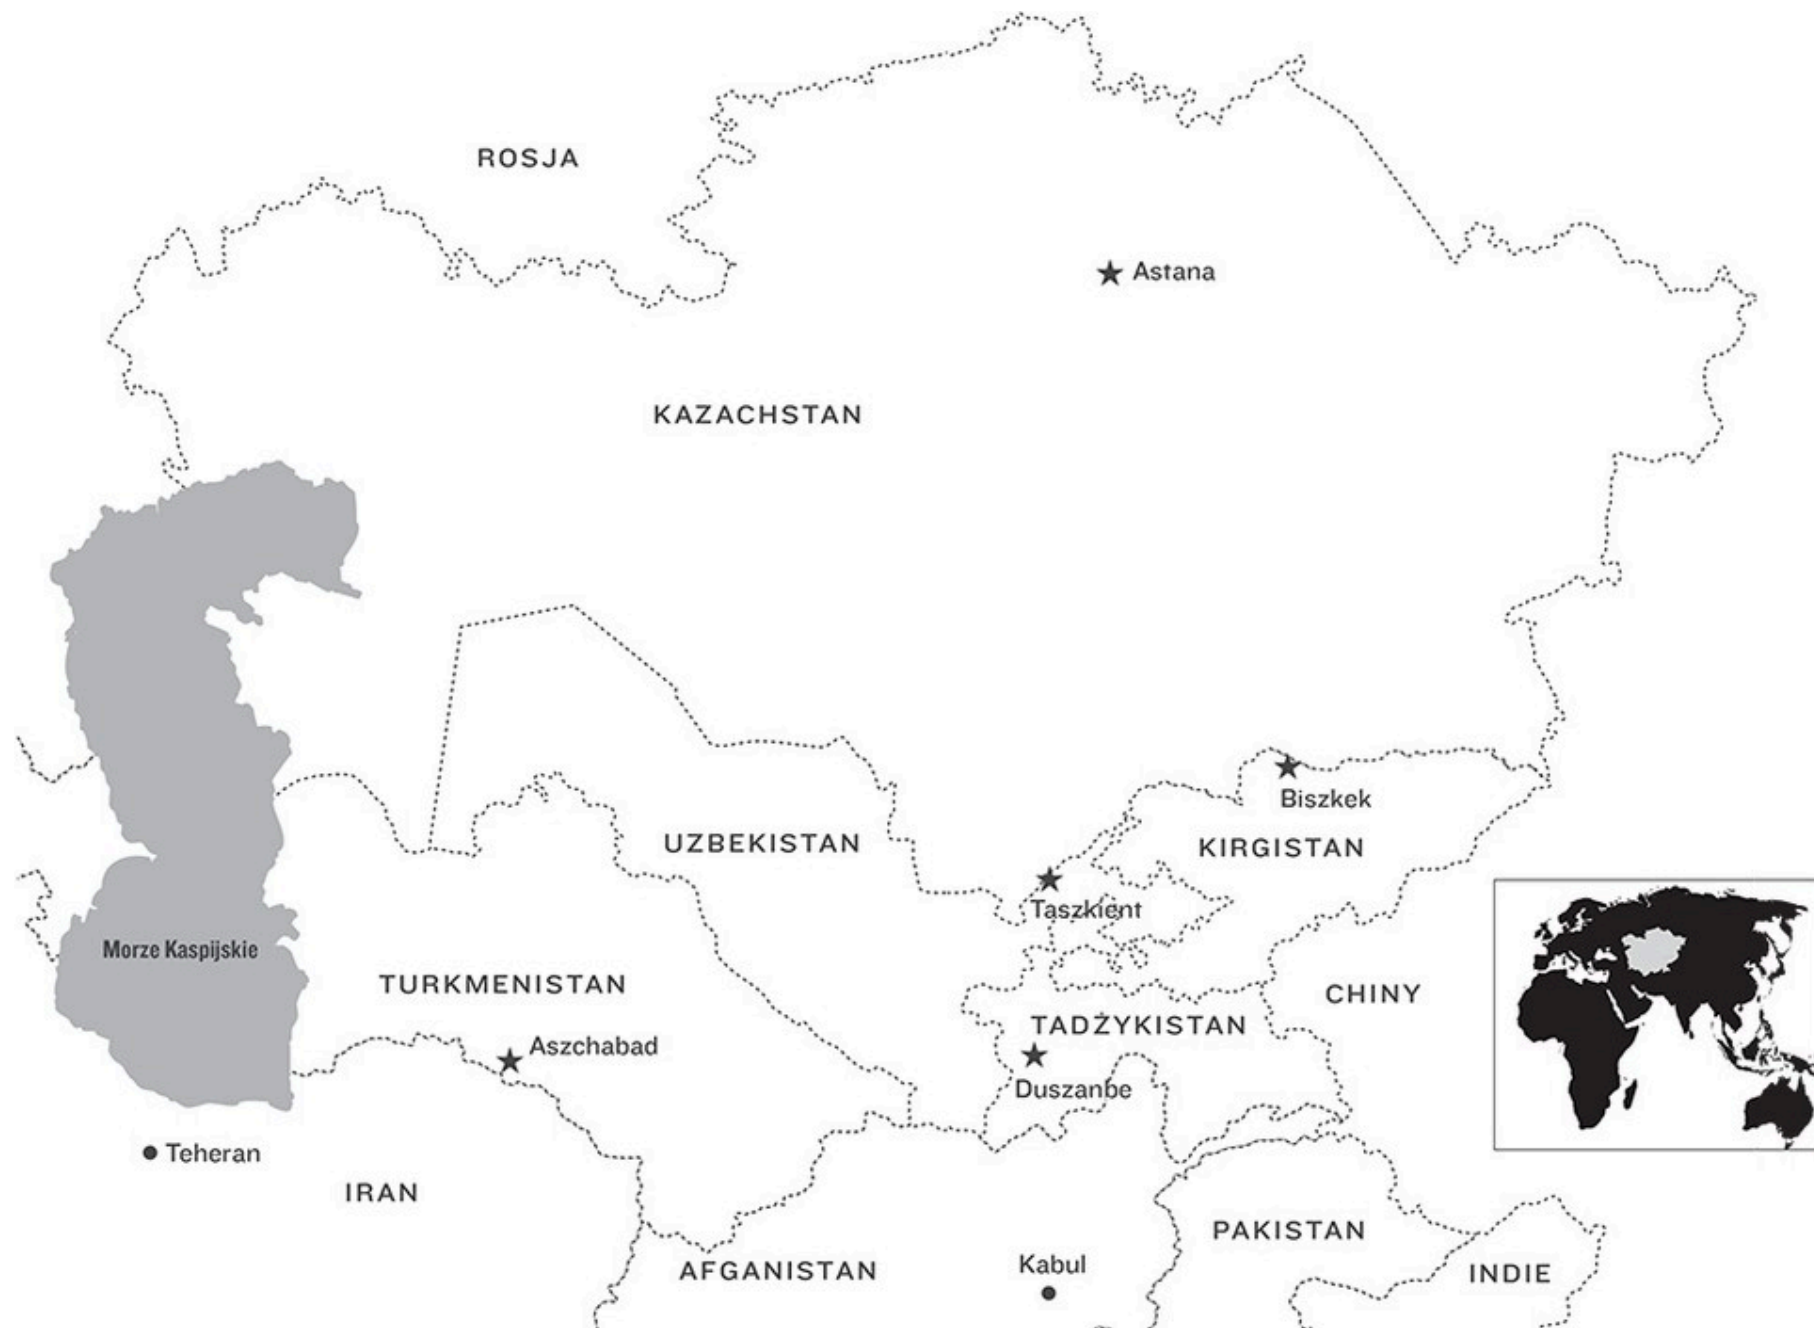 ROSJA
Astana
KAZACHSTAN
Biszkek
UZBEKISTAN
KIRGISTAN
Taszkient
Morze Kaspijskie
TURKMENISTAN
CHINY
TADŻYKISTAN
Aszchabad
Duszanbe
Teheran
IRAN
PAKISTAN
Kabul
AFGANISTAN
INDIE